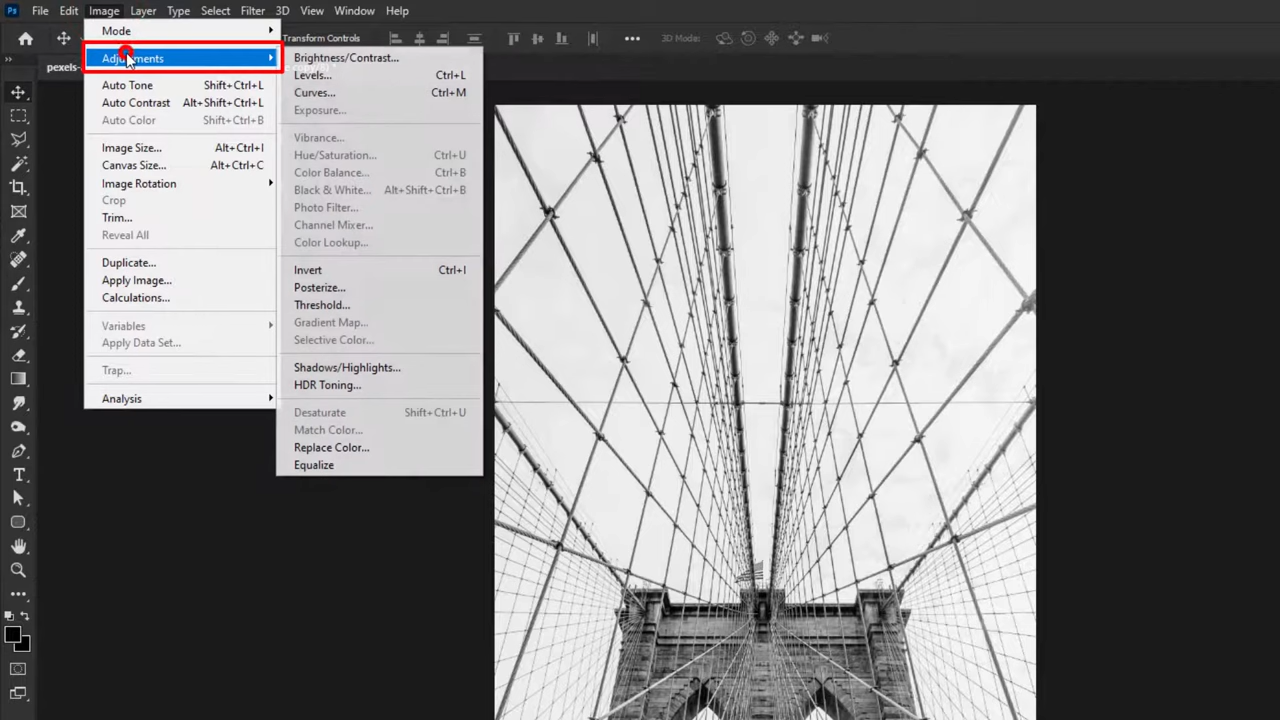 Ps File Edit Image Layer Type Select Filter 3D View Window Help
Transform Controls
3D Mode:
pexels-
Mode
Adjustments
Auto Tone Shift+Ctrl+L
Auto Contrast Alt+Shift+Ctrl+L
Auto Color Shift+Ctrl+B
Image Size... Alt+Ctrl+I
Canvas Size... Alt+Ctrl+C
Image Rotation
Crop
Trim...
Reveal All
Duplicate...
Apply Image...
Calculations...
Variables
Apply Data Set...
Trap...
Analysis
Brightness/Contrast...
Levels... Ctrl+L
Curves... Ctrl+M
Exposure...
Vibrance...
Hue/Saturation... Ctrl+U
Color Balance... Ctrl+B
Black & White... Alt+Shift+Ctrl+B
Photo Filter...
Channel Mixer...
Color Lookup...
Invert Ctrl+I
Posterize...
Threshold...
Gradient Map...
Selective Color...
Shadows/Highlights...
HDR Toning...
Desaturate Shift+Ctrl+U
Match Color...
Replace Color...
Equalize